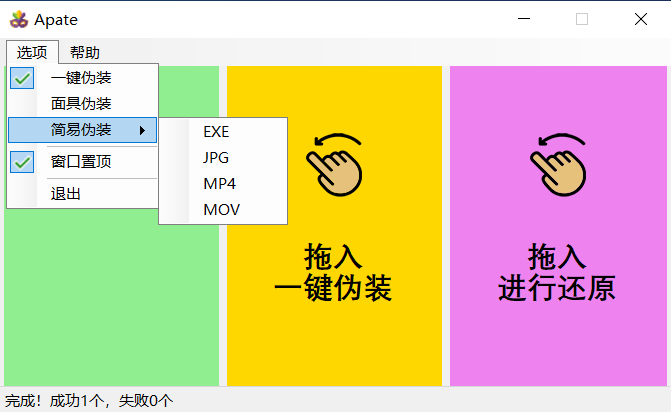 Apate
选项 帮助
一键伪装
面具伪装
简易伪装
窗口置顶
退出
EXE
JPG
MP4
MOV
拖入
一键伪装
拖入
进行还原
完成！成功1个，失败0个